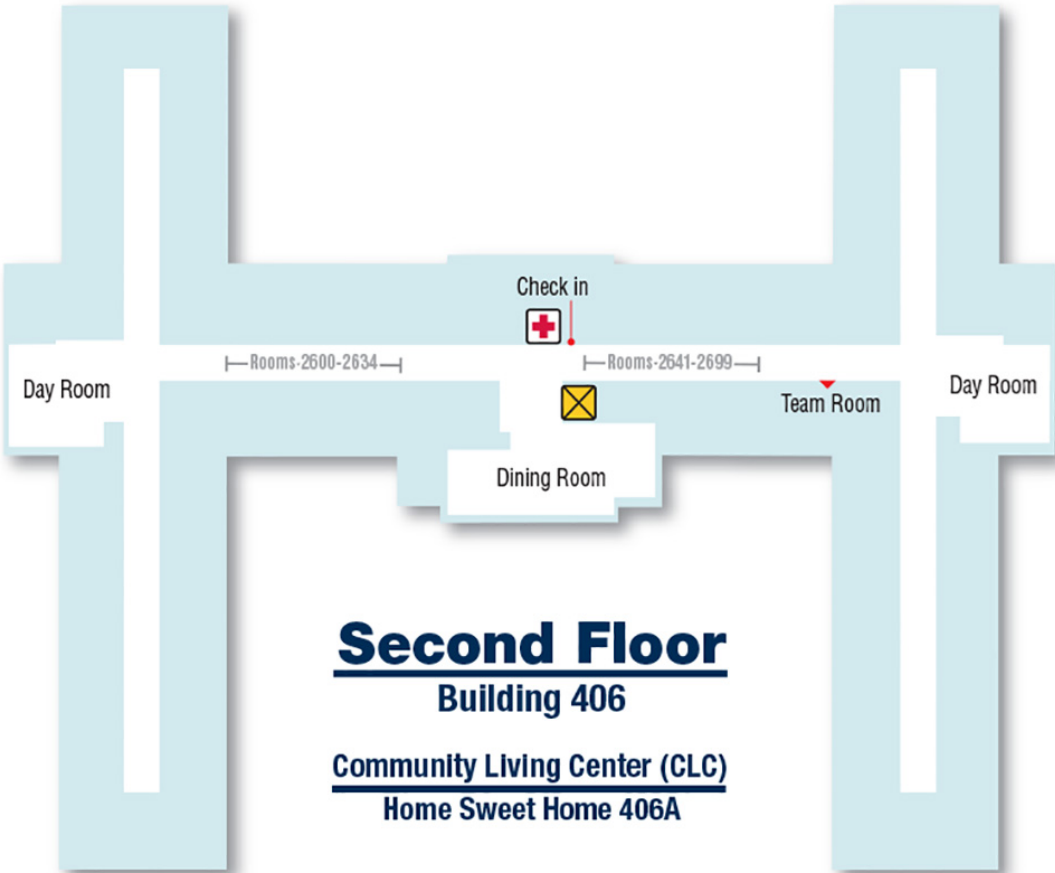 Check in
Rooms-2600-2634
Rooms-2641-2699
Day Room
Team Room
Day Room
Dining Room
Second Floor
Building 406
Community Living Center (CLC)
Home Sweet Home 406A